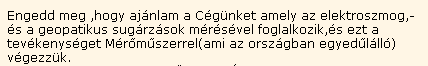 Engedd meg ,hogy ajánlam a Cégünket amely az elektroszmog,-
és a geopatikus sugárzások mérésével foglalkozik,és ezt a
tevékenységet Mérőműszerrel(ami az országban egyedűlálló)
végezzük.